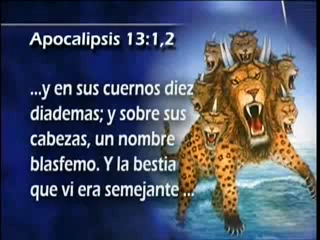 Apocalipsis 13:1,2
...y en sus cuernos diez
diademas; y sobre sus
cabezas, un nombre
blasfemo. Y la bestia
que vi era semejante ...